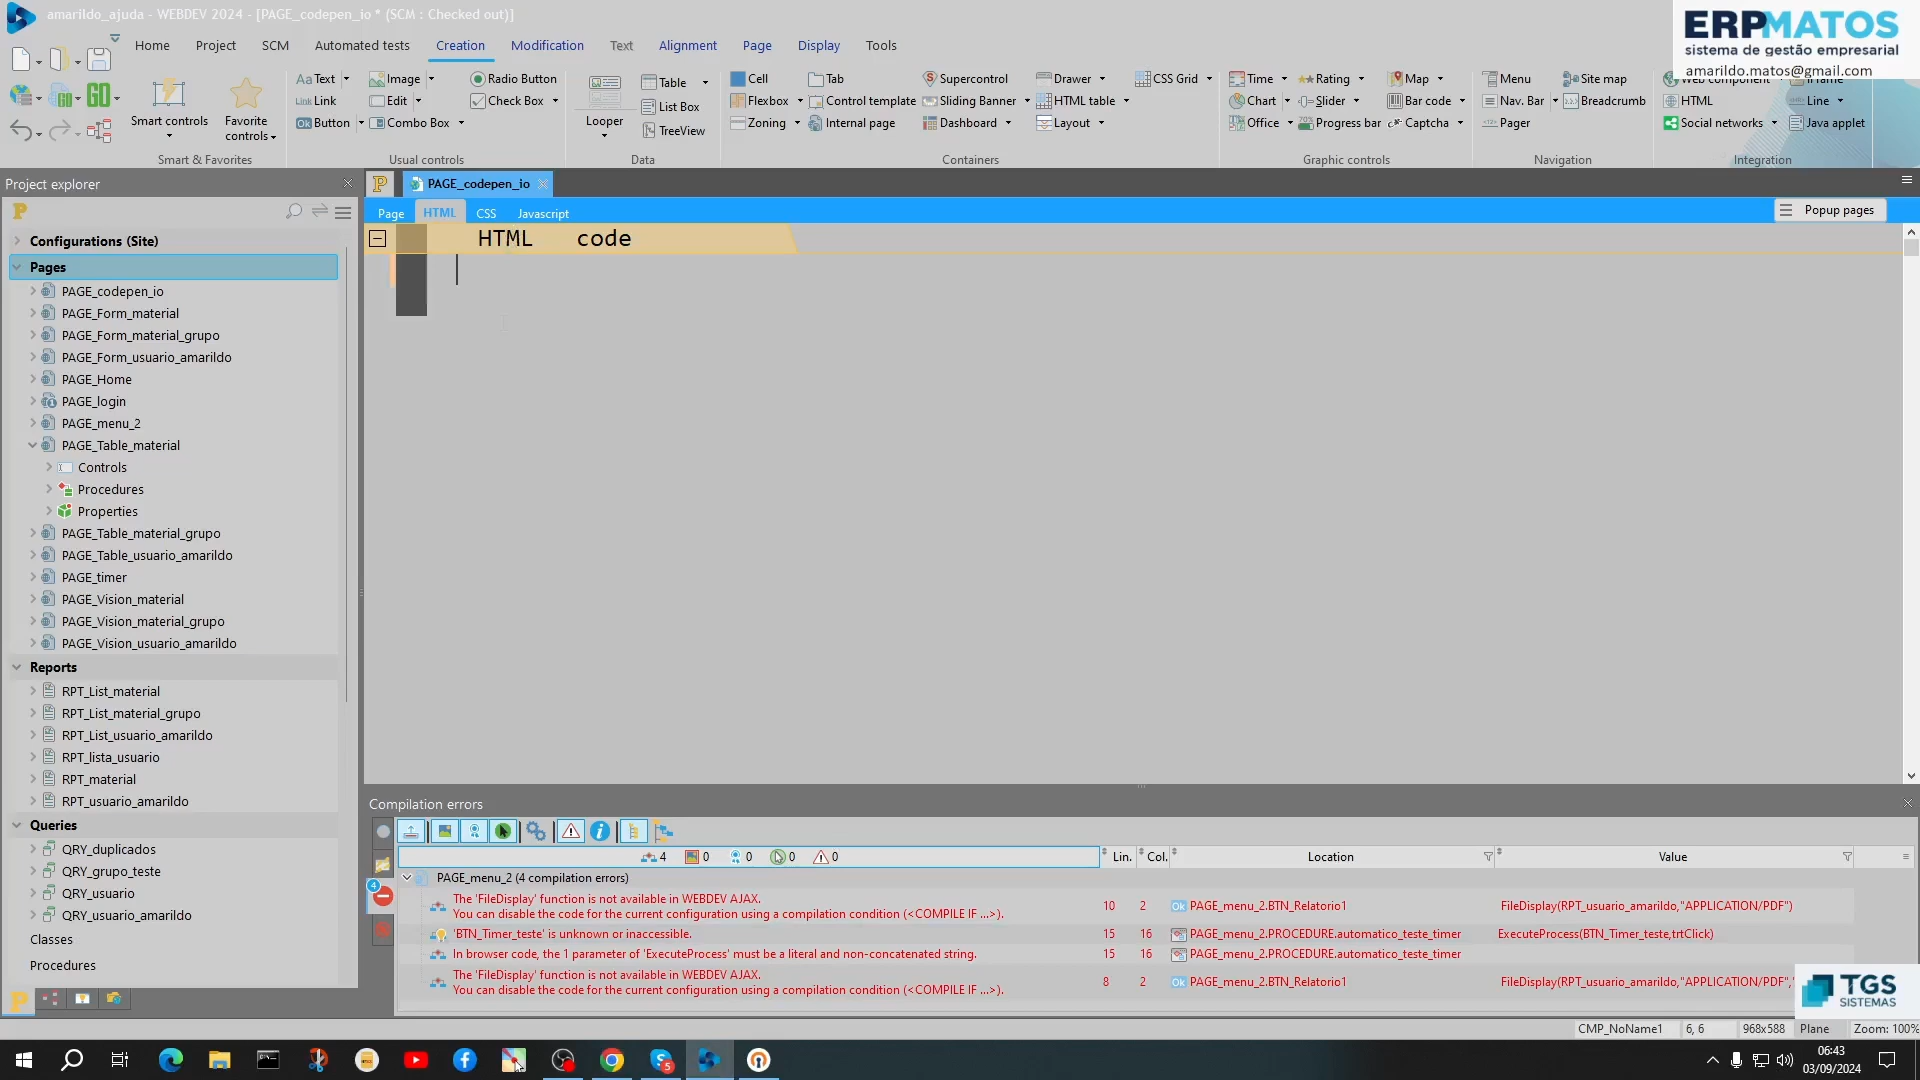 amarildo_ajuda - WEBDEV 2024 - [PAGE_codepen_io * (SCM : Checked out)]
ERPMATOS
sistema de gestão empresarial
amarildo.matos@gmail.com
Home Project SCM Automated tests Creation Modification Text Alignment Page Display Tools
Text Image Radio Button Table Cell Tab Supercontrol Drawer CSS Grid Time Rating Map Menu Site map
Link Edit Check Box List Box Flexbox Control template Sliding Banner HTML table Chart Slider Bar code Nav. Bar Breadcrumb HTML Line
Button Combo Box TreeView Zoning Internal page Dashboard Layout Office Progress bar Captcha Pager Social networks Java applet
Smart controls Favorite controls Looper
Smart & Favorites Usual controls Data Containers Graphic controls Navigation Integration
Project explorer
PAGE_codepen_io
Page HTML CSS Javascript Popup pages
HTML code
Configurations (Site)
Pages
PAGE_codepen_io
PAGE_Form_material
PAGE_Form_material_grupo
PAGE_Form_usuario_amarildo
PAGE_Home
PAGE_login
PAGE_menu_2
PAGE_Table_material
Controls
Procedures
Properties
PAGE_Table_material_grupo
PAGE_Table_usuario_amarildo
PAGE_timer
PAGE_Vision_material
PAGE_Vision_material_grupo
PAGE_Vision_usuario_amarildo
Reports
RPT_List_material
RPT_List_material_grupo
RPT_List_usuario_amarildo
RPT_lista_usuario
RPT_material
RPT_usuario_amarildo
Queries
QRY_duplicados
QRY_grupo_teste
QRY_usuario
QRY_usuario_amarildo
Classes
Procedures
Compilation errors
4 0 0 0 0 Lin. Col. Location Value
PAGE_menu_2 (4 compilation errors)
The 'FileDisplay' function is not available in WEBDEV AJAX.
You can disable the code for the current configuration using a compilation condition (<COMPILE IF ...>). 10 2 PAGE_menu_2.BTN_Relatorio1 FileDisplay(RPT_usuario_amarildo,"APPLICATION/PDF")
'BTN_Timer_teste' is unknown or inaccessible. 15 16 PAGE_menu_2.PROCEDURE.automatico_teste_timer ExecuteProcess(BTN_Timer_teste,trtClick)
In browser code, the 1 parameter of 'ExecuteProcess' must be a literal and non-concatenated string. 15 16 PAGE_menu_2.PROCEDURE.automatico_teste_timer
The 'FileDisplay' function is not available in WEBDEV AJAX.
You can disable the code for the current configuration using a compilation condition (<COMPILE IF ...>). 8 2 PAGE_menu_2.BTN_Relatorio1 FileDisplay(RPT_usuario_amarildo,"APPLICATION/PDF",
TGS
SISTEMAS
CMP_NoName1 6, 6 968x588 Plane Zoom: 100%
06:43
03/09/2024